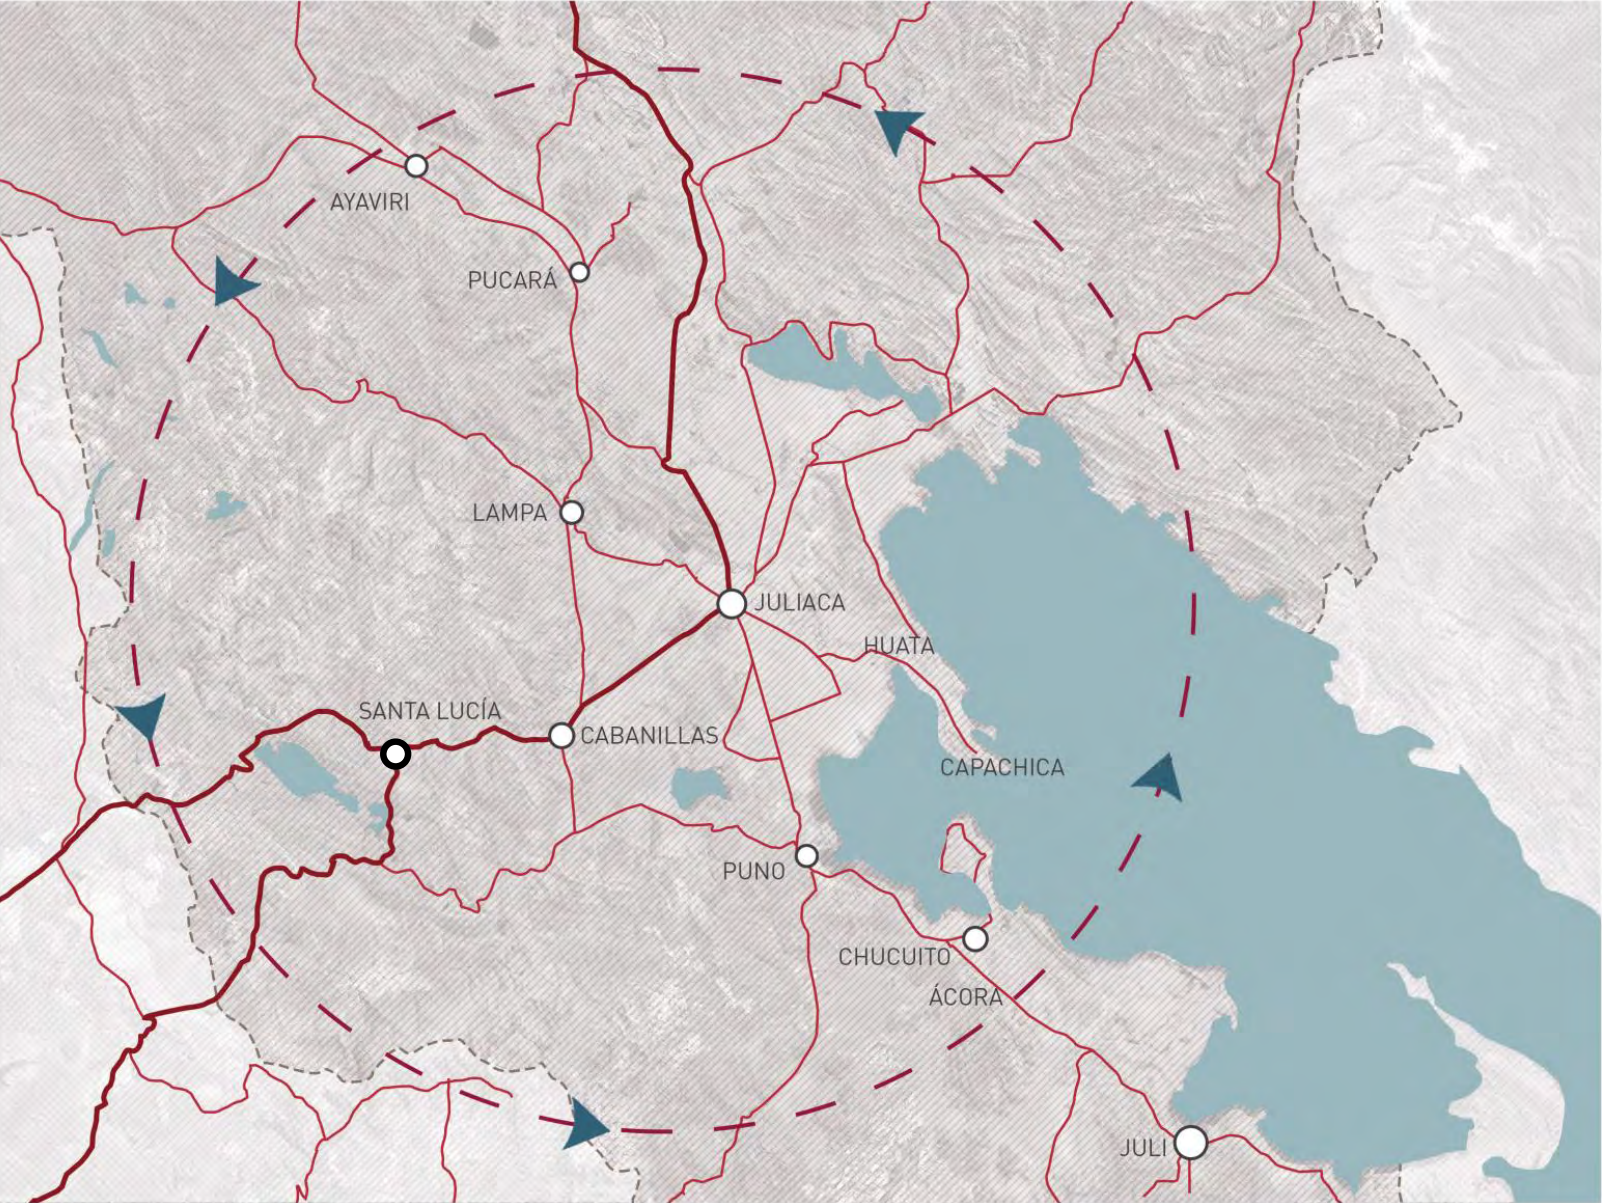 AYAVIRI
PUCARÁ
LAMPA
JULIACA
HUATA
SANTA LUCÍA
CABANILLAS
CAPACHICA
PUNO
CHUCUITO
ÁCORA
JULI